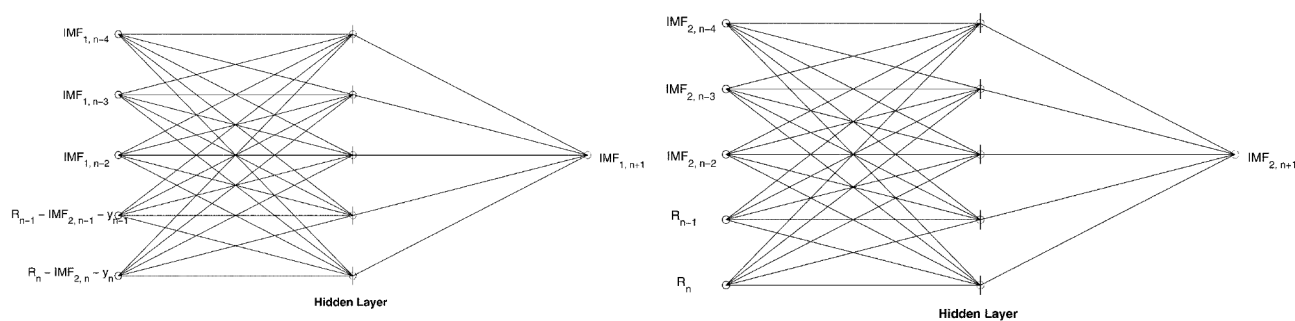 IMF1, n−4
IMF1, n−3
IMF1, n−2
Rn−1 − IMF2, n−1 − yn−1
Rn − IMF2, n − yn
IMF1, n+1
Hidden Layer
IMF2, n−4
IMF2, n−3
IMF2, n−2
Rn−1
Rn
IMF2, n+1
Hidden Layer